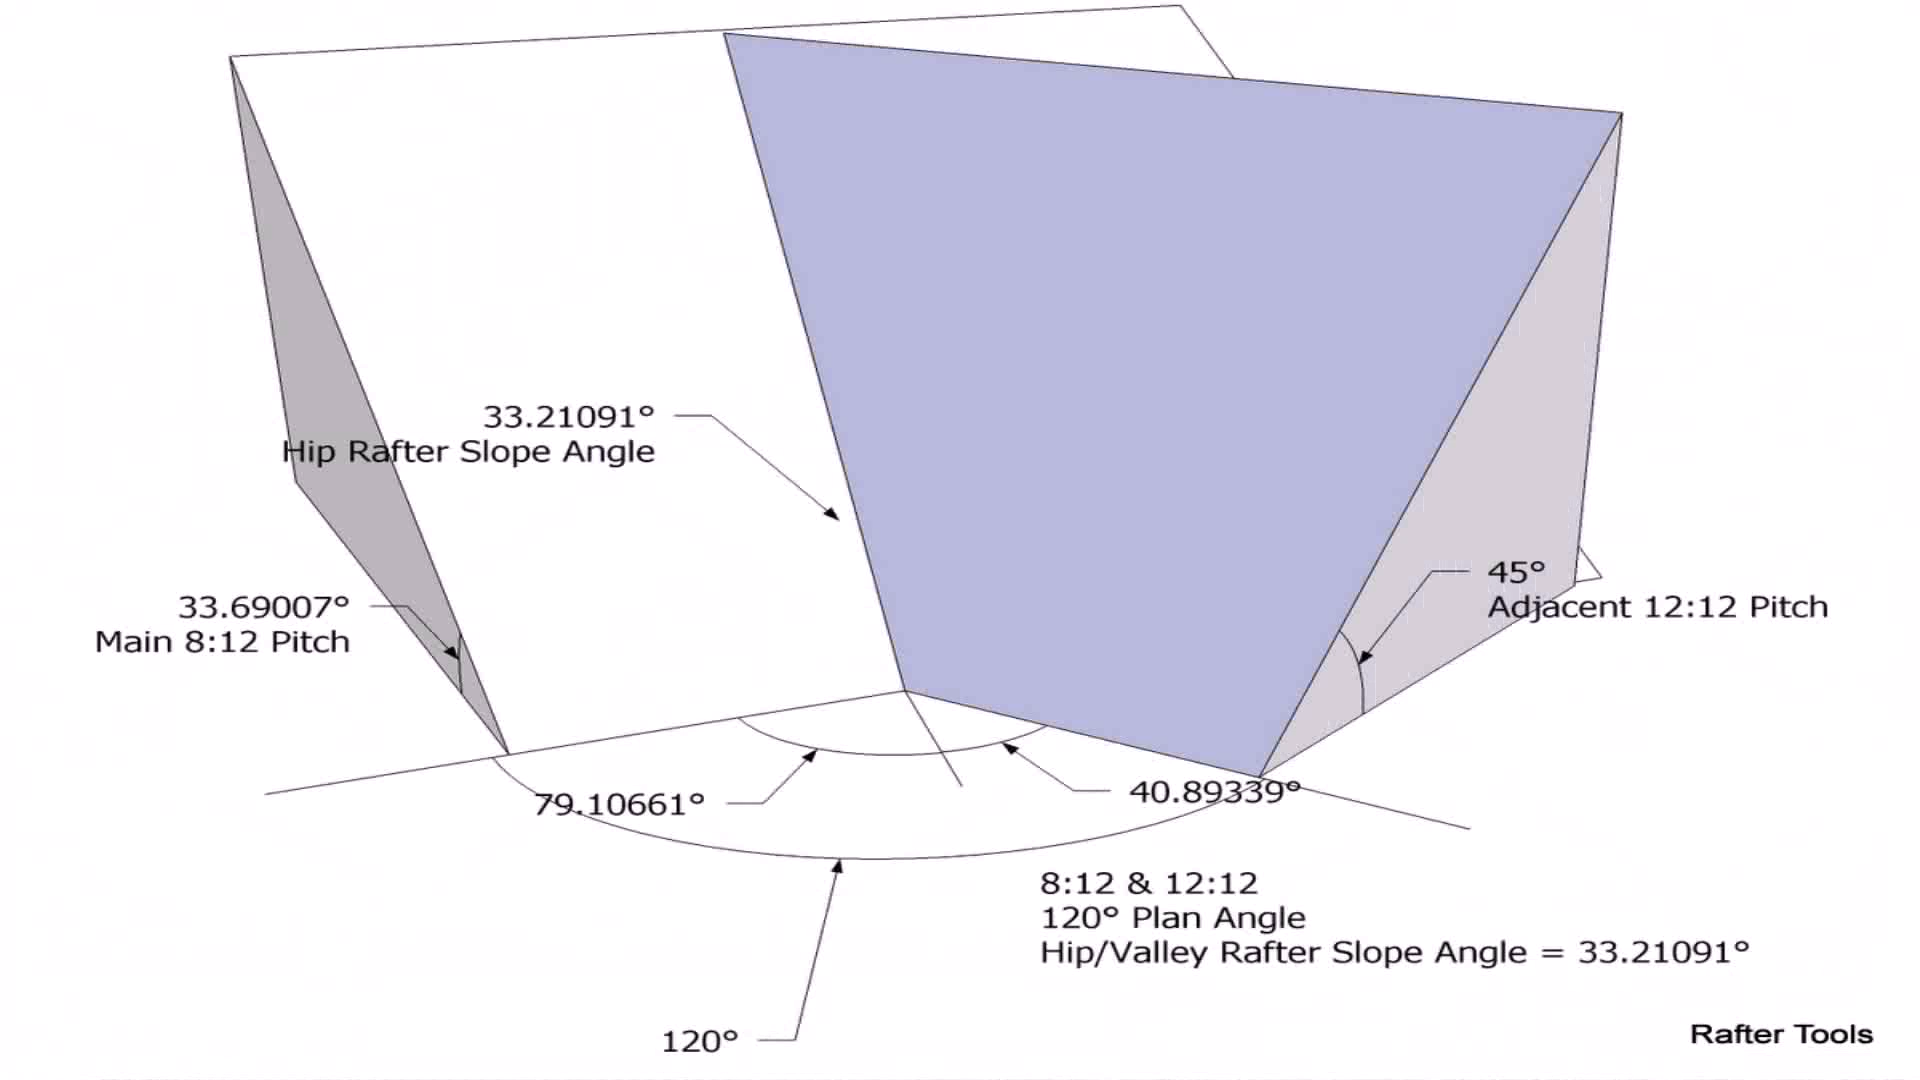 33.21091°
Hip Rafter Slope Angle
45°
Adjacent 12:12 Pitch
33.69007°
Main 8:12 Pitch
79.10661°
40.89339°
8:12 & 12:12
120° Plan Angle
Hip/Valley Rafter Slope Angle = 33.21091°
120°
Rafter Tools